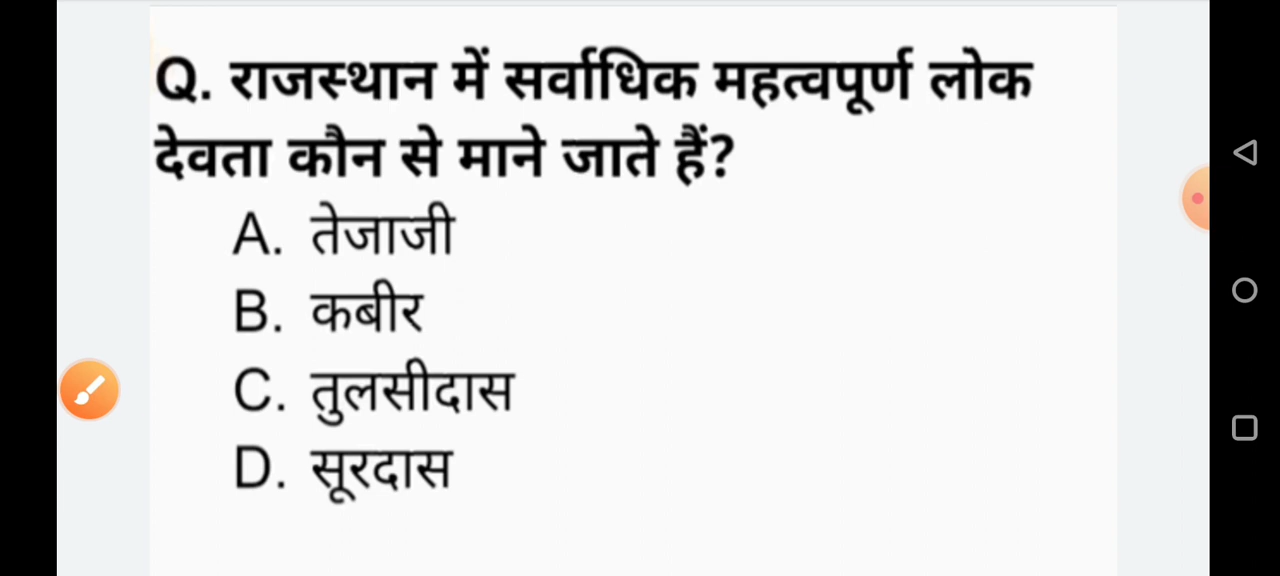 Q. राजस्थान में सर्वाधिक महत्वपूर्ण लोक
देवता कौन से माने जाते हैं?
A. तेजाजी
B. कबीर
C. तुलसीदास
D. सूरदास